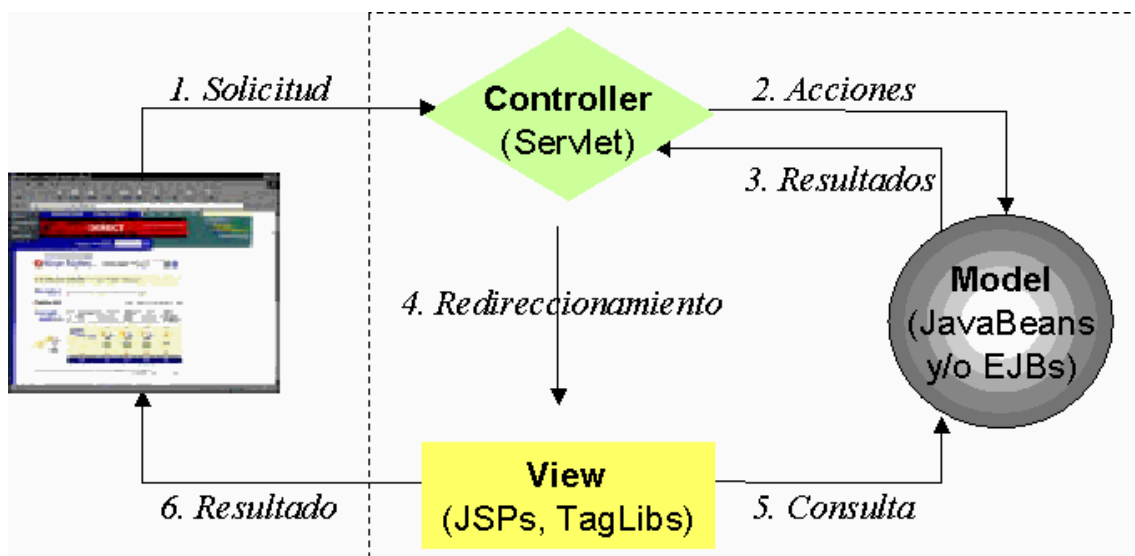 1. Solicitud
Controller
(Servlet)
2. Acciones
3. Resultados
DIRECT
Model
(JavaBeans
y/o EJBs)
4. Redireccionamiento
View
(JSPs, TagLibs)
5. Consulta
6. Resultado